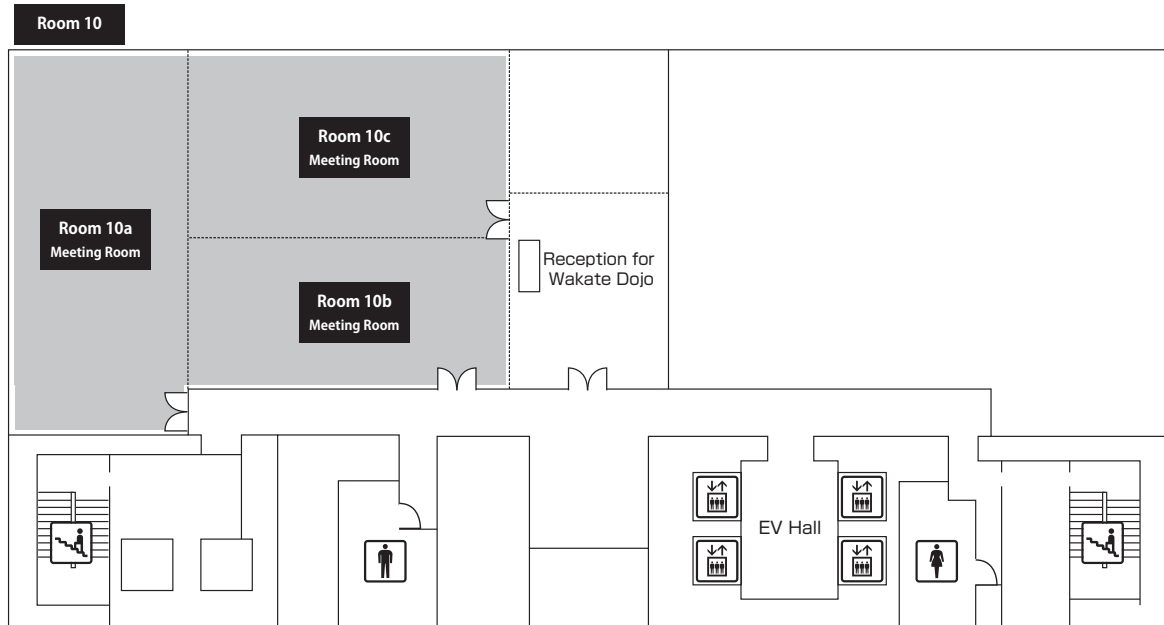 Room 10
Room 10c
Meeting Room
Room 10a
Meeting Room
Reception for
Wakate Dojo
Room 10b
Meeting Room
EV Hall